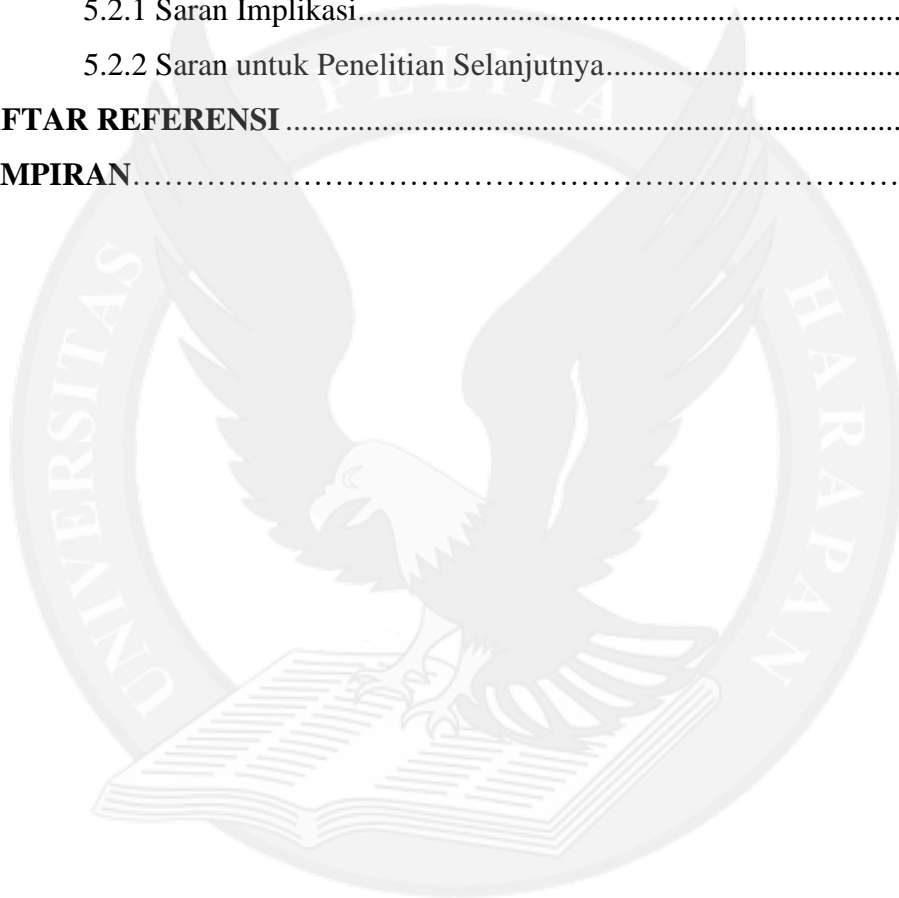 5.2.1 Saran Implikasi................................................................
5.2.2 Saran untuk Penelitian Selanjutnya.................................
FTAR REFERENSI ..........................................................................
MPIRAN……………………………………………………………………
UNIVERSITAS PELITA HARAPAN